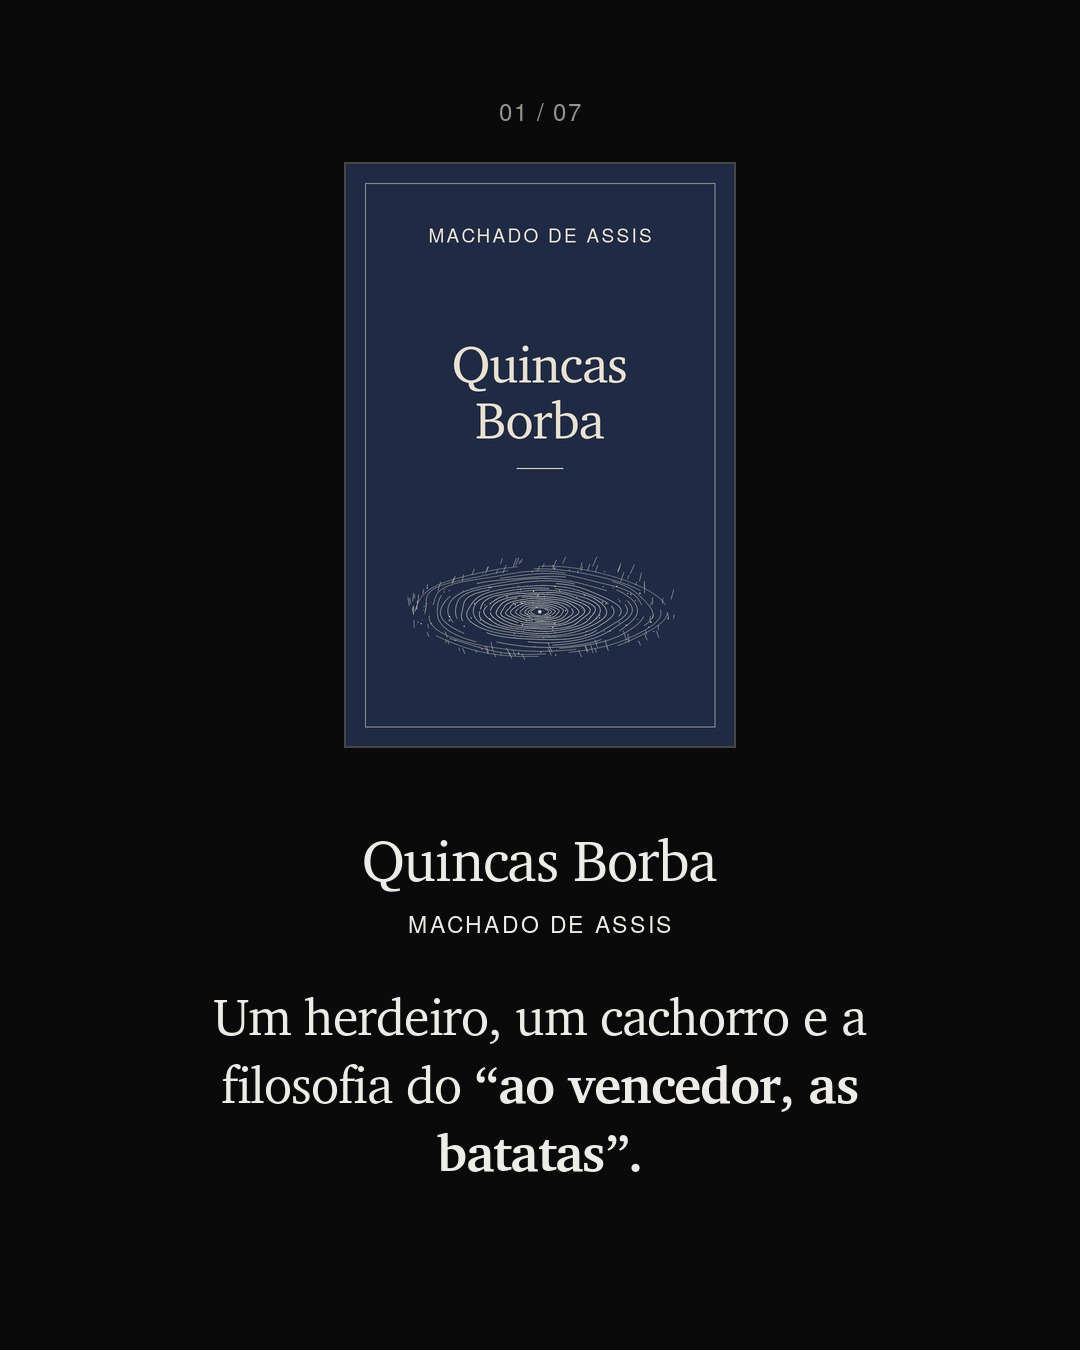 01 / 07
MACHADO DE ASSIS
Quincas
Borba
Quincas Borba
MACHADO DE ASSIS
Um herdeiro, um cachorro e a
filosofia do “ao vencedor, as
batatas”.